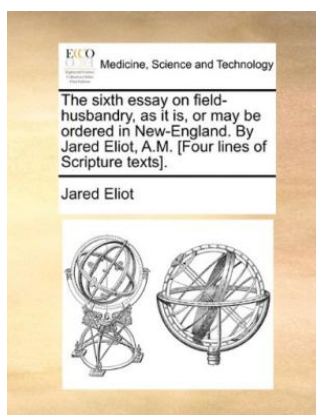 ECCO
Medicine, Science and Technology
The sixth essay on field-
husbandry, as it is, or may be
ordered in New-England. By
Jared Eliot, A.M. [Four lines of
Scripture texts].
Jared Eliot